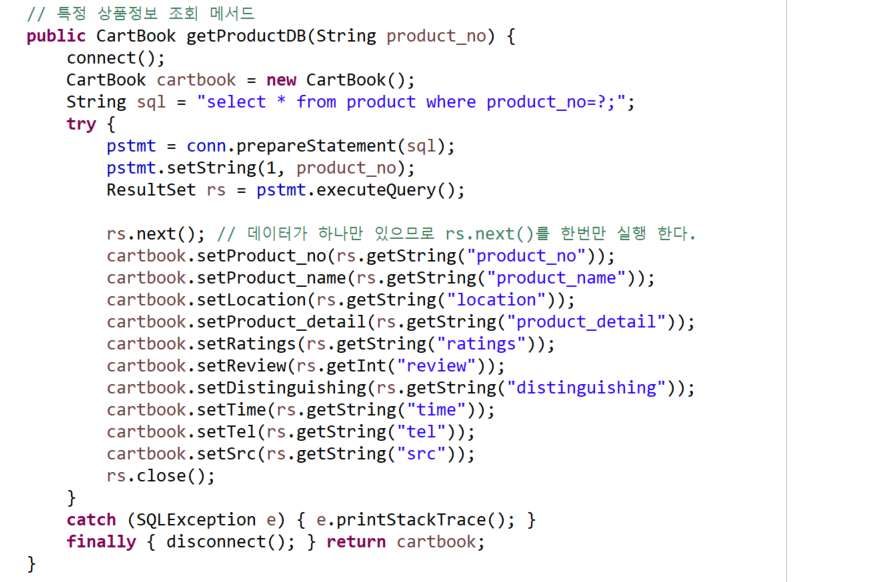 // 특정 상품정보 조회 메서드
public CartBook getProductDB(String product_no) {
connect();
CartBook cartbook = new CartBook();
String sql = "select * from product where product_no=?;";
try {
pstmt = conn.prepareStatement(sql);
pstmt.setString(1, product_no);
ResultSet rs = pstmt.executeQuery();
rs.next(); // 데이터가 하나만 있으므로 rs.next()를 한번만 실행 한다.
cartbook.setProduct_no(rs.getString("product_no"));
cartbook.setProduct_name(rs.getString("product_name"));
cartbook.setLocation(rs.getString("location"));
cartbook.setProduct_detail(rs.getString("product_detail"));
cartbook.setRatings(rs.getString("ratings"));
cartbook.setReview(rs.getInt("review"));
cartbook.setDistinguishing(rs.getString("distinguishing"));
cartbook.setTime(rs.getString("time"));
cartbook.setTel(rs.getString("tel"));
cartbook.setSrc(rs.getString("src"));
rs.close();
}
catch (SQLException e) { e.printStackTrace(); }
finally { disconnect(); } return cartbook;
}